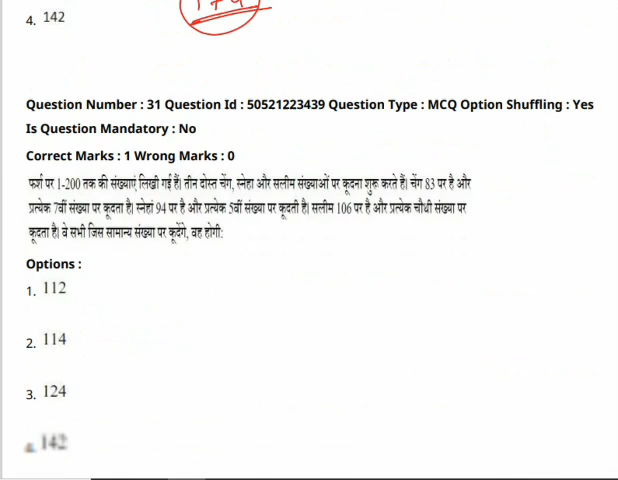 4. 142
174
Question Number : 31 Question Id : 50521223439 Question Type : MCQ Option Shuffling : Yes
Is Question Mandatory : No
Correct Marks : 1 Wrong Marks : 0
फर्श पर 1-200 तक की संख्याएं लिखी गई हैं। तीन दोस्त चेंग, स्नेहा और सलीम संख्याओं पर कूदना शुरू करते हैं। चेंग 83 पर है और
प्रत्येक 7वीं संख्या पर कूदता है। स्नेहां 94 पर है और प्रत्येक 5वीं संख्या पर कूदती है। सलीम 106 पर है और प्रत्येक चौथी संख्या पर
कूदता है। वे सभी जिस सामान्य संख्या पर कूदेंगे, वह होगी:
Options :
1. 112
2. 114
3. 124
4. 142